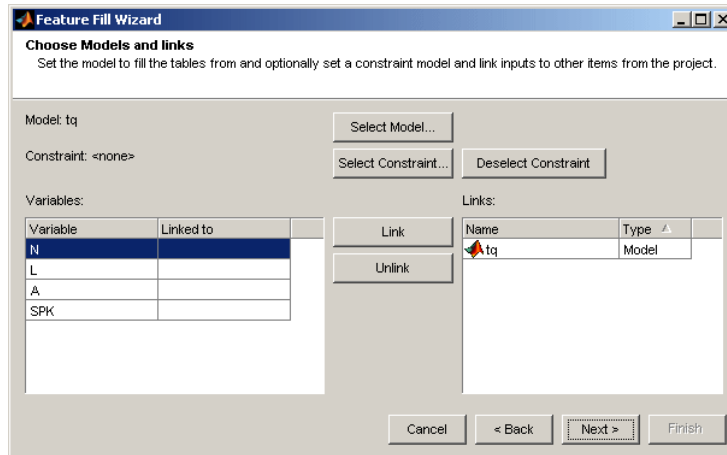 Feature Fill Wizard
Choose Models and links
Set the model to fill the tables from and optionally set a constraint model and link inputs to other items from the project.
Model: tq
Select Model...
Constraint: <none>
Select Constraint...
Deselect Constraint
Variables:
Links:
Variable Linked to
Link
Name Type
N
tq Model
L
Unlink
A
SPK
Cancel
< Back
Next >
Finish